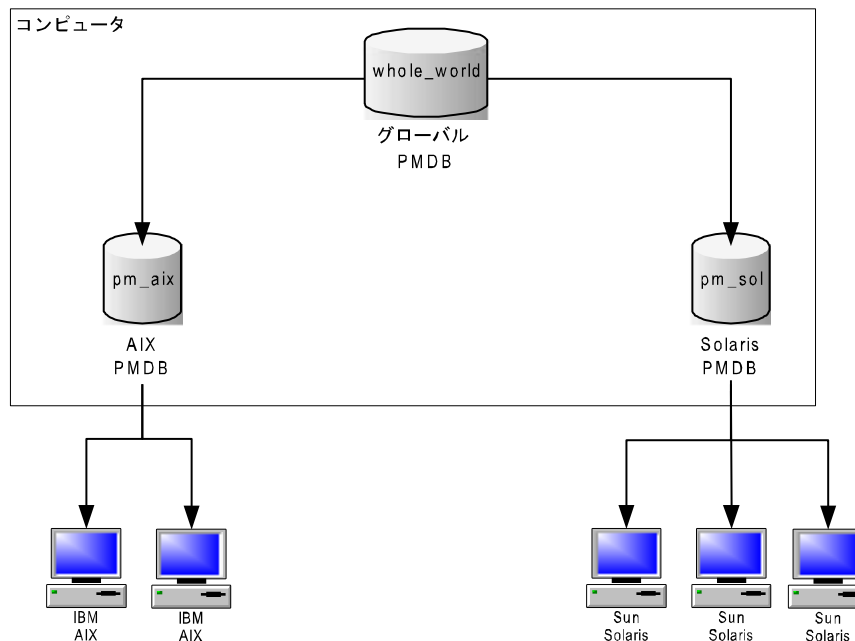 コンピュータ
whole_world
グローバル
PMDB
pm_aix
pm_sol
AIX
PMDB
Solaris
PMDB
IBM
AIX
IBM
AIX
Sun
Solaris
Sun
Solaris
Sun
Solaris